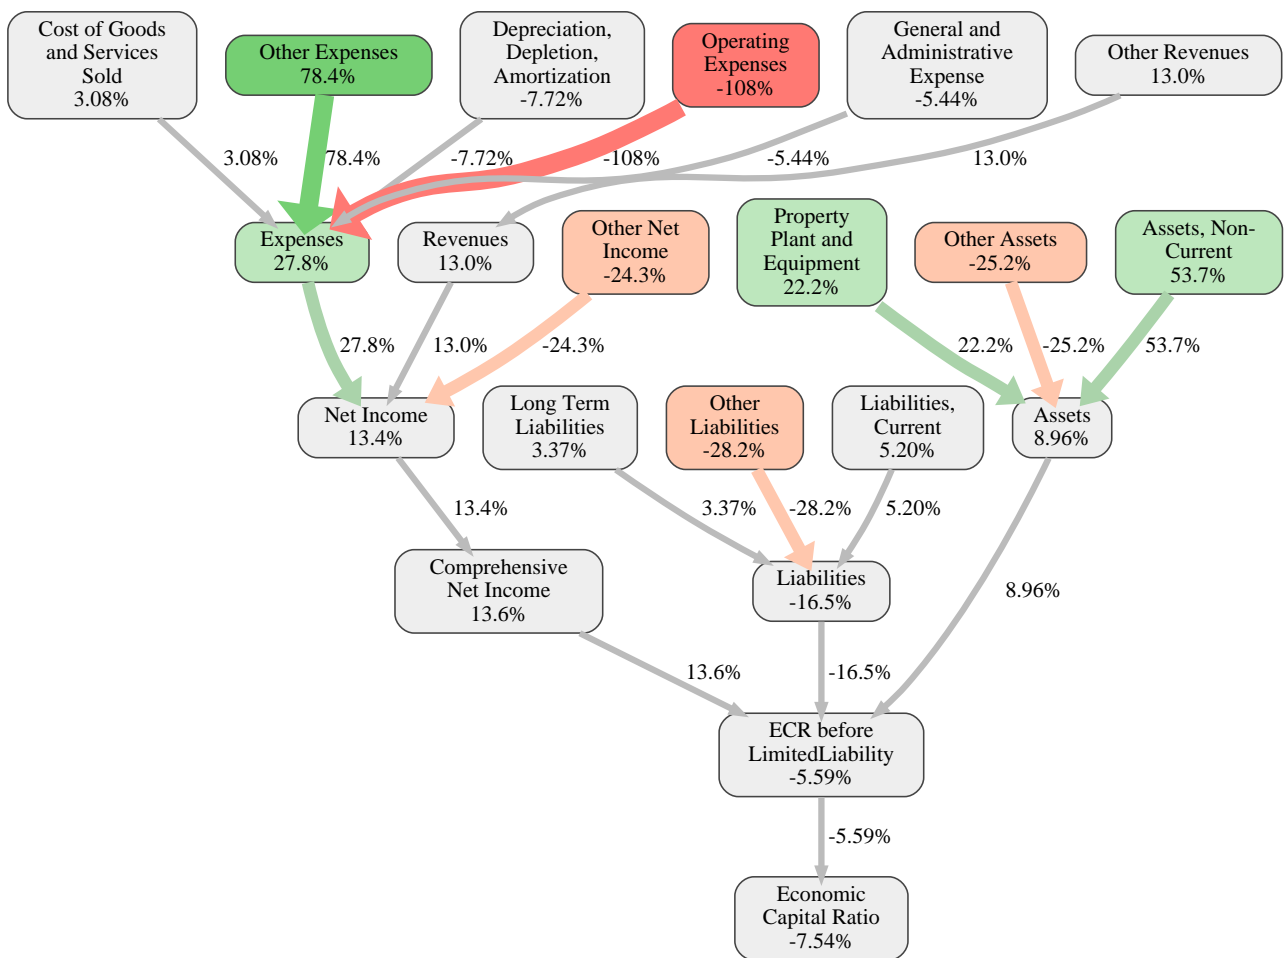 Cost of Goods
and Services
Sold
3.08%
Other Expenses
78.4%
Depreciation,
Depletion,
Amortization
-7.72%
Operating
Expenses
-108%
General and
Administrative
Expense
-5.44%
Other Revenues
13.0%
3.08%
78.4%
-7.72%
-108%
-5.44%
13.0%
Expenses
27.8%
Revenues
13.0%
Other Net
Income
-24.3%
Property
Plant and
Equipment
22.2%
Other Assets
-25.2%
Assets, Non-
Current
53.7%
27.8%
13.0%
-24.3%
22.2%
-25.2%
53.7%
Net Income
13.4%
Long Term
Liabilities
3.37%
Other
Liabilities
-28.2%
Liabilities,
Current
5.20%
Assets
8.96%
13.4%
3.37%
-28.2%
5.20%
Comprehensive
Net Income
13.6%
Liabilities
-16.5%
8.96%
13.6%
-16.5%
ECR before
LimitedLiability
-5.59%
-5.59%
Economic
Capital Ratio
-7.54%